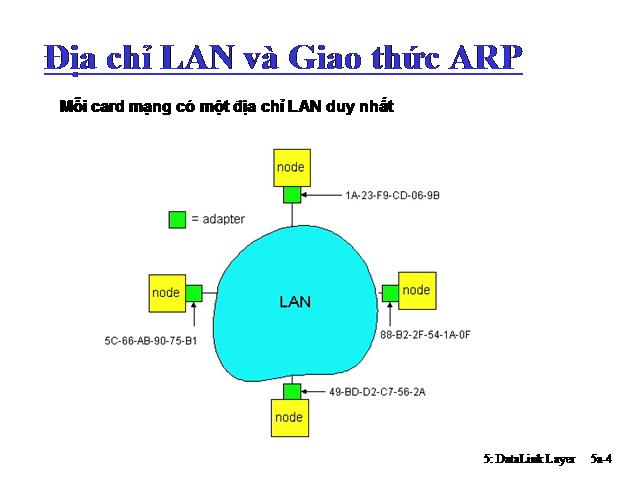 Địa chỉ LAN và Giao thức ARP
Mỗi card mạng có một địa chỉ LAN duy nhất
node
1A-23-F9-CD-06-9B
= adapter
node
LAN
node
5C-66-AB-90-75-B1
88-B2-2F-54-1A-0F
49-BD-D2-C7-56-2A
node
5: DataLink Layer 5a-4